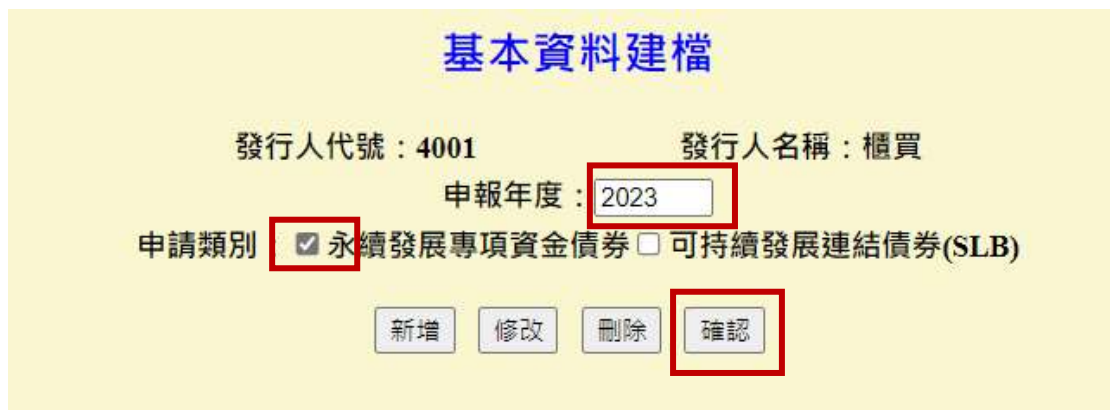 基本資料建檔
發行人代號：4001 發行人名稱：櫃買
申報年度：2023
申請類別：永續發展專項資金債券 可持續發展連結債券(SLB)
新增 修改 刪除 確認